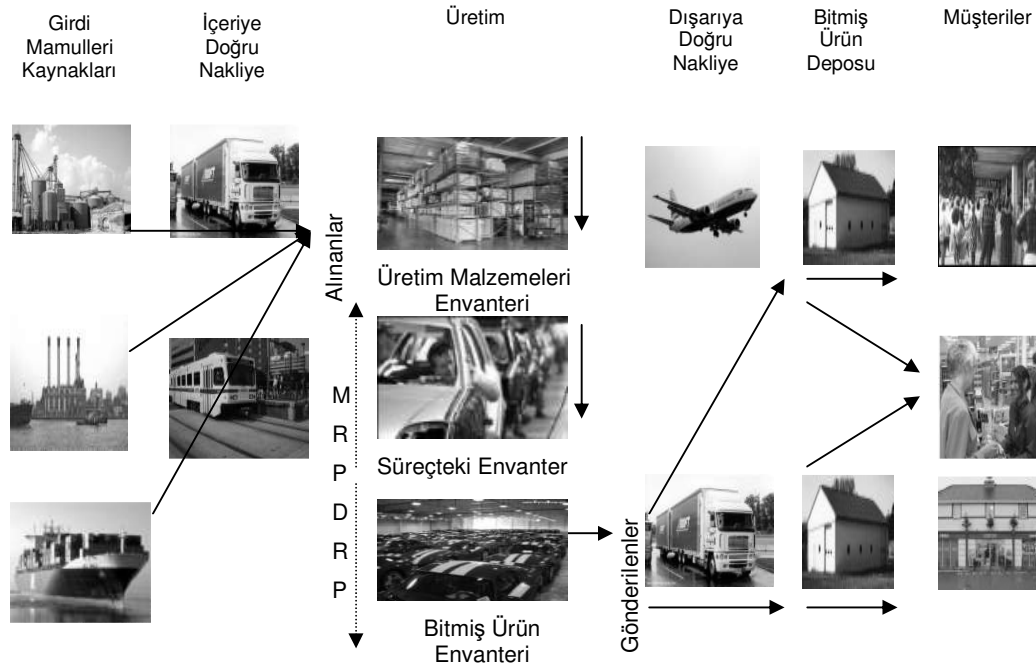 Girdi
Mamulleri
Kaynakları
İçeriye
Doğru
Nakliye
Üretim
Dışarıya
Doğru
Nakliye
Bitmiş
Ürün
Deposu
Müşteriler
Alınanlar
Üretim Malzemeleri
Envanteri
M
R
P
D
R
P
Süreçteki Envanter
Bitmiş Ürün
Envanteri
Gönderilenler